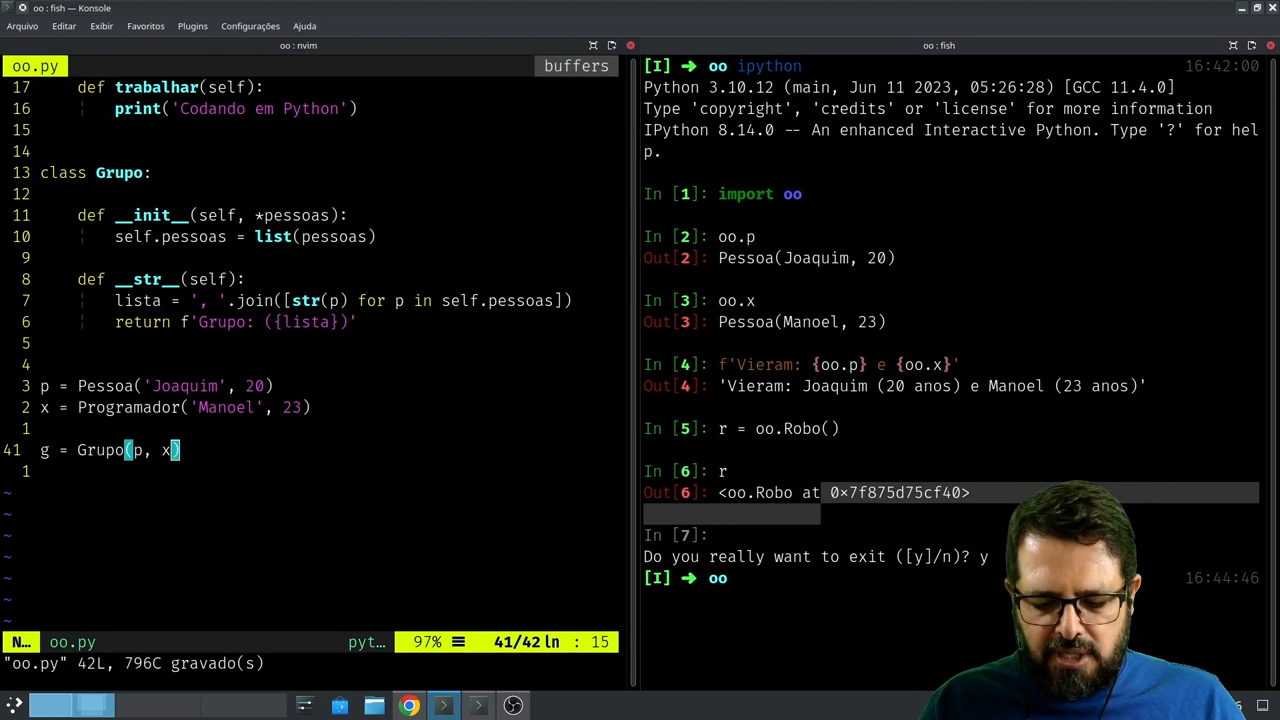 oo : fish — Konsole
Arquivo Editar Exibir Favoritos Plugins Configurações Ajuda
oo : nvim
oo.py buffers
17 def trabalhar(self):
16 print('Codando em Python')
15
14
13 class Grupo:
12
11 def __init__(self, *pessoas):
10 self.pessoas = list(pessoas)
9
8 def __str__(self):
7 lista = ', '.join([str(p) for p in self.pessoas])
6 return f'Grupo: ({lista})'
5
4
3 p = Pessoa('Joaquim', 20)
2 x = Programador('Manoel', 23)
1
41 g = Grupo(p, x)
1
~
~
~
~
~
~
~
N... oo.py pyt... 97% ☰ 41/42 ln : 15
"oo.py" 42L, 796C gravado(s)
oo : fish
[I] ➜ oo ipython 16:42:00
Python 3.10.12 (main, Jun 11 2023, 05:26:28) [GCC 11.4.0]
Type 'copyright', 'credits' or 'license' for more information
IPython 8.14.0 -- An enhanced Interactive Python. Type '?' for hel
p.
In [1]: import oo
In [2]: oo.p
Out[2]: Pessoa(Joaquim, 20)
In [3]: oo.x
Out[3]: Pessoa(Manoel, 23)
In [4]: f'Vieram: {oo.p} e {oo.x}'
Out[4]: 'Vieram: Joaquim (20 anos) e Manoel (23 anos)'
In [5]: r = oo.Robo()
In [6]: r
Out[6]: <oo.Robo at 0×7f875d75cf40>
In [7]:
Do you really want to exit ([y]/n)? y
[I] ➜ oo 16:44:46